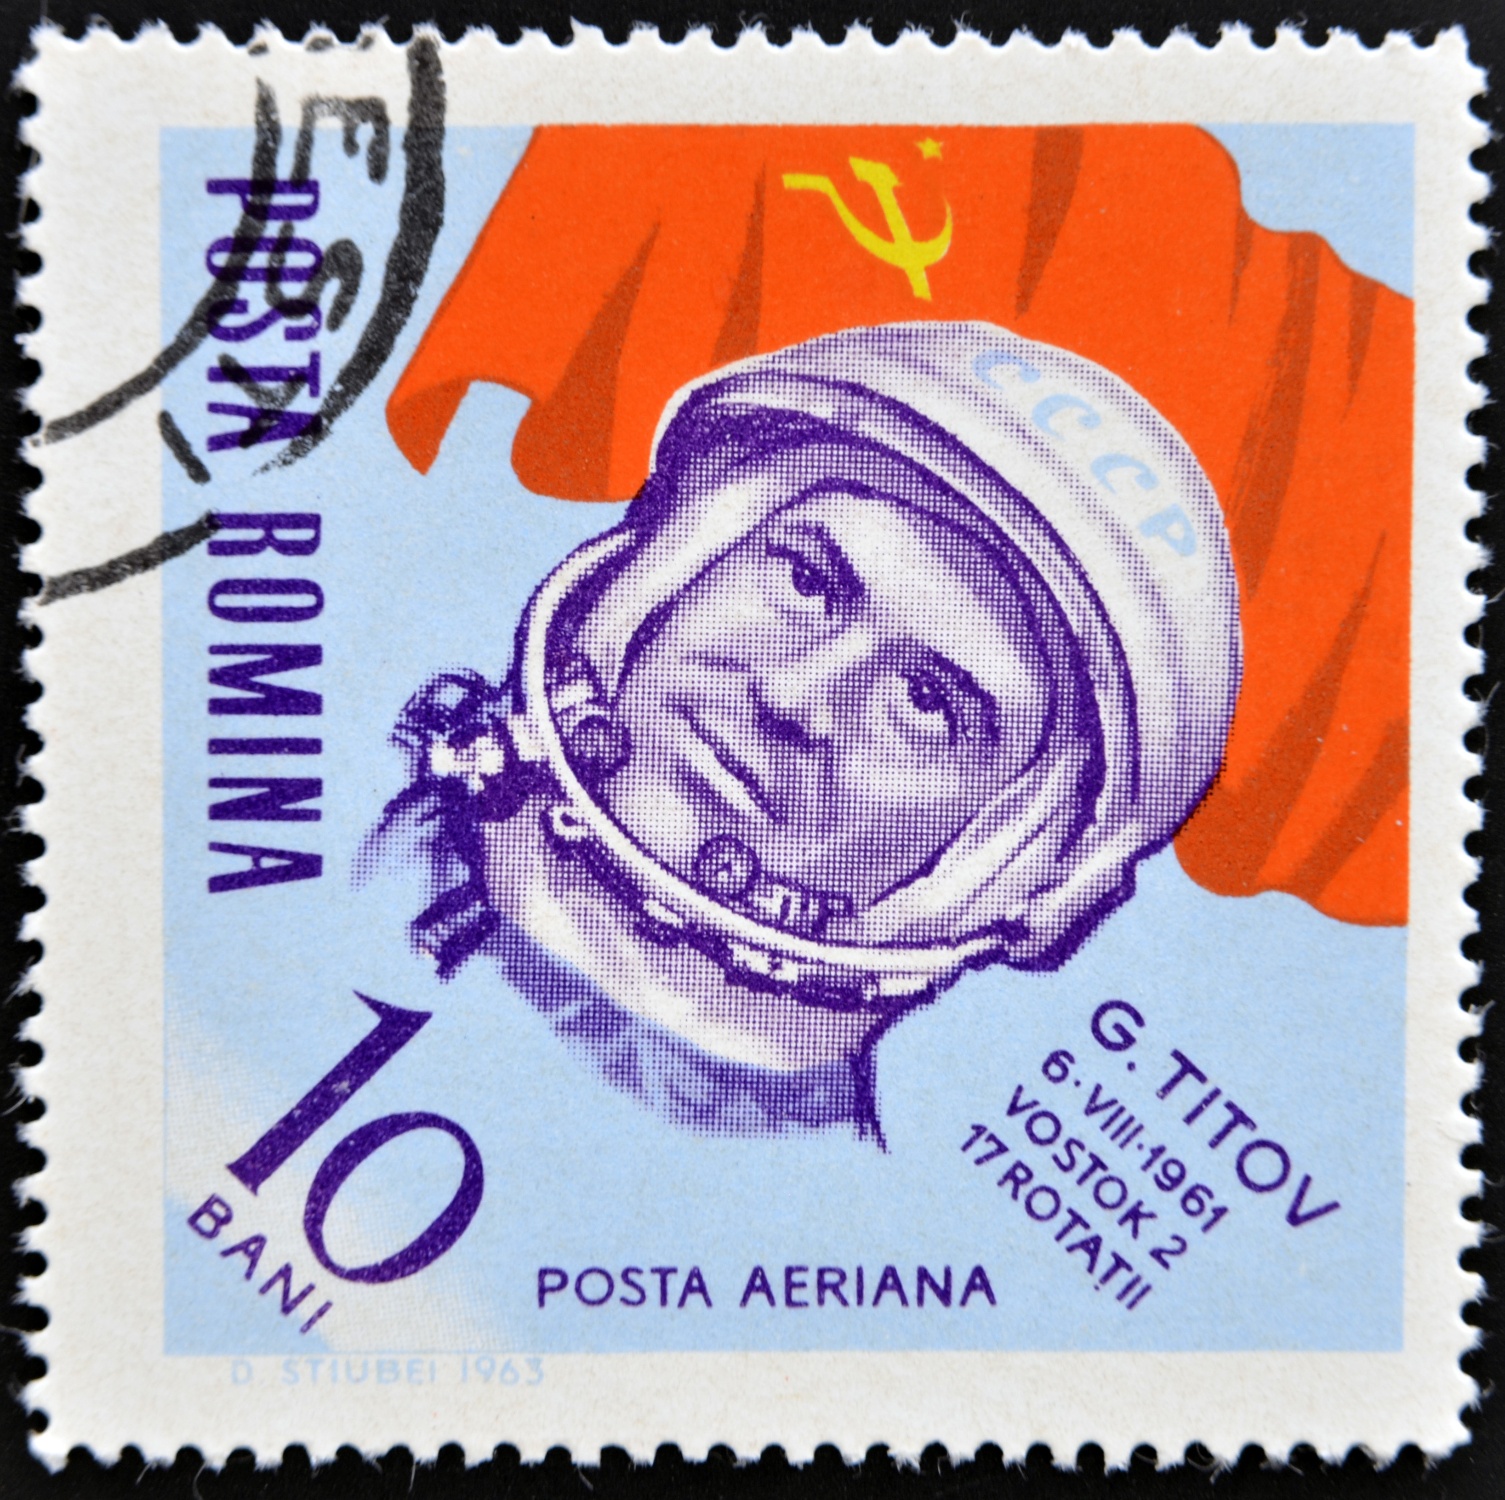 POSTA ROMINA
CCCP
G. TITOV
6·VIII·1961
VOSTOK 2
17 ROTAȚII
10
BANI
POSTA AERIANA
D. STIUBEI 1963